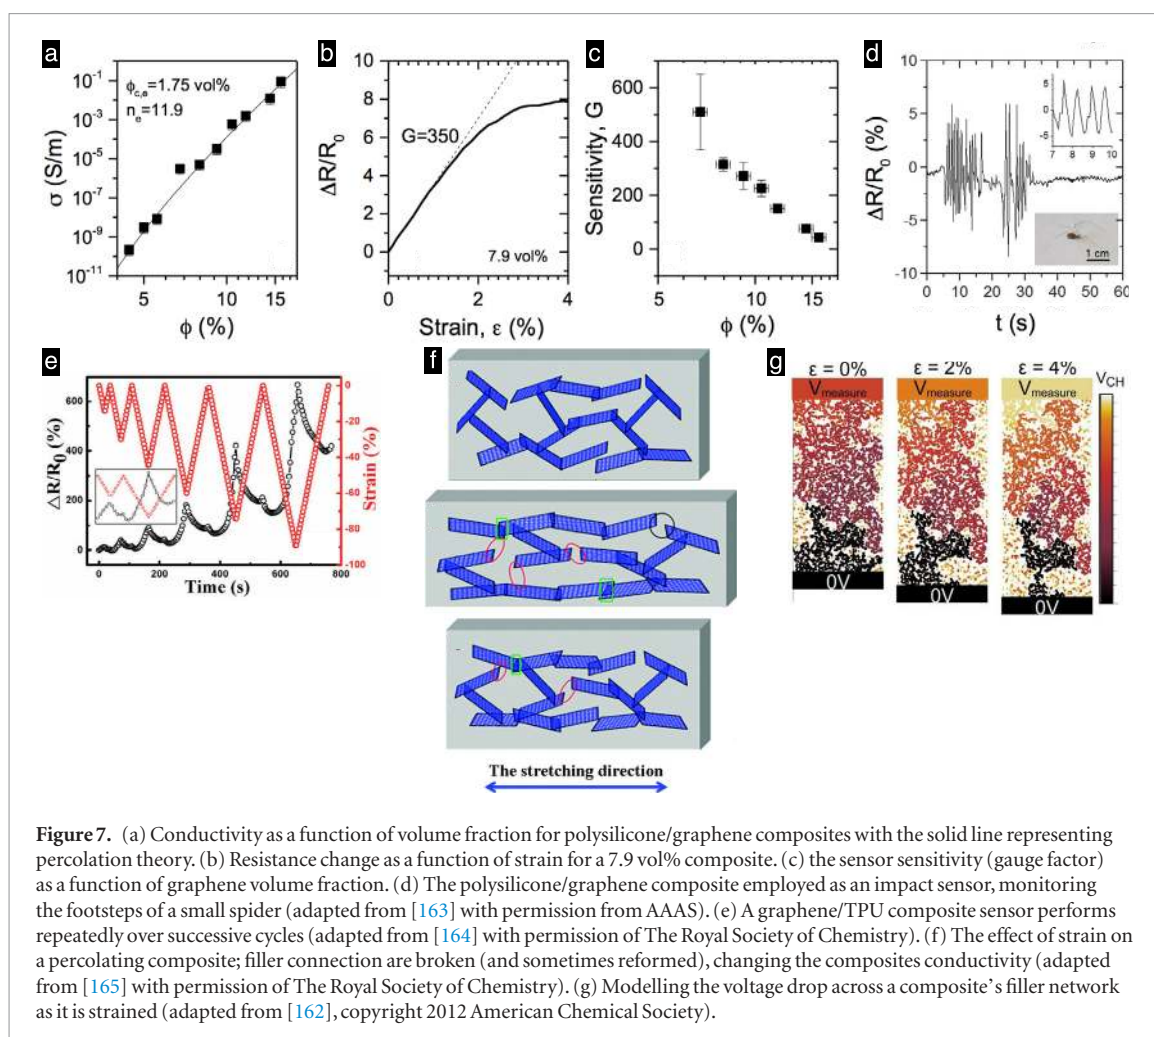 a
b
c
d
10⁻¹
10⁻³
10⁻⁵
10⁻⁷
10⁻⁹
10⁻¹¹
σ (S/m)
ϕc,e=1.75 vol%
ne=11.9
5 10 15
ϕ (%)
10
8
6
4
2
0
ΔR/R₀
G=350
7.9 vol%
0 2 4
Strain, ε (%)
600
400
200
0
Sensitivity, G
5 10 15
ϕ (%)
10
5
0
-5
-10
ΔR/R₀ (%)
5
0
-5
7 8 9 10
1 cm
0 10 20 30 40 50 60
t (s)
e
600
400
200
0
ΔR/R₀ (%)
0
-20
-40
-60
-80
-100
Strain (%)
0 200 400 600 800
Time (s)
f
The stretching direction
g
ε = 0% ε = 2% ε = 4%
Vmeasure Vmeasure Vmeasure
VCH
0V 0V 0V
Figure 7. (a) Conductivity as a function of volume fraction for polysilicone/graphene composites with the solid line representing
percolation theory. (b) Resistance change as a function of strain for a 7.9 vol% composite. (c) the sensor sensitivity (gauge factor)
as a function of graphene volume fraction. (d) The polysilicone/graphene composite employed as an impact sensor, monitoring
the footsteps of a small spider (adapted from [163] with permission from AAAS). (e) A graphene/TPU composite sensor performs
repeatedly over successive cycles (adapted from [164] with permission of The Royal Society of Chemistry). (f) The effect of strain on
a percolating composite; filler connection are broken (and sometimes reformed), changing the composites conductivity (adapted
from [165] with permission of The Royal Society of Chemistry). (g) Modelling the voltage drop across a composite's filler network
as it is strained (adapted from [162], copyright 2012 American Chemical Society).